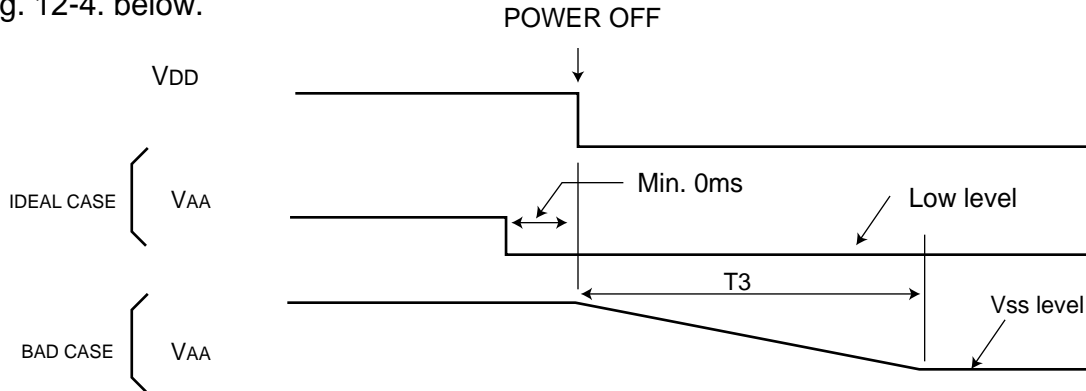 g. 12-4. below.
POWER OFF
VDD
Min. 0ms
IDEAL CASE
VAA
Low level
T3
Vss level
BAD CASE
VAA